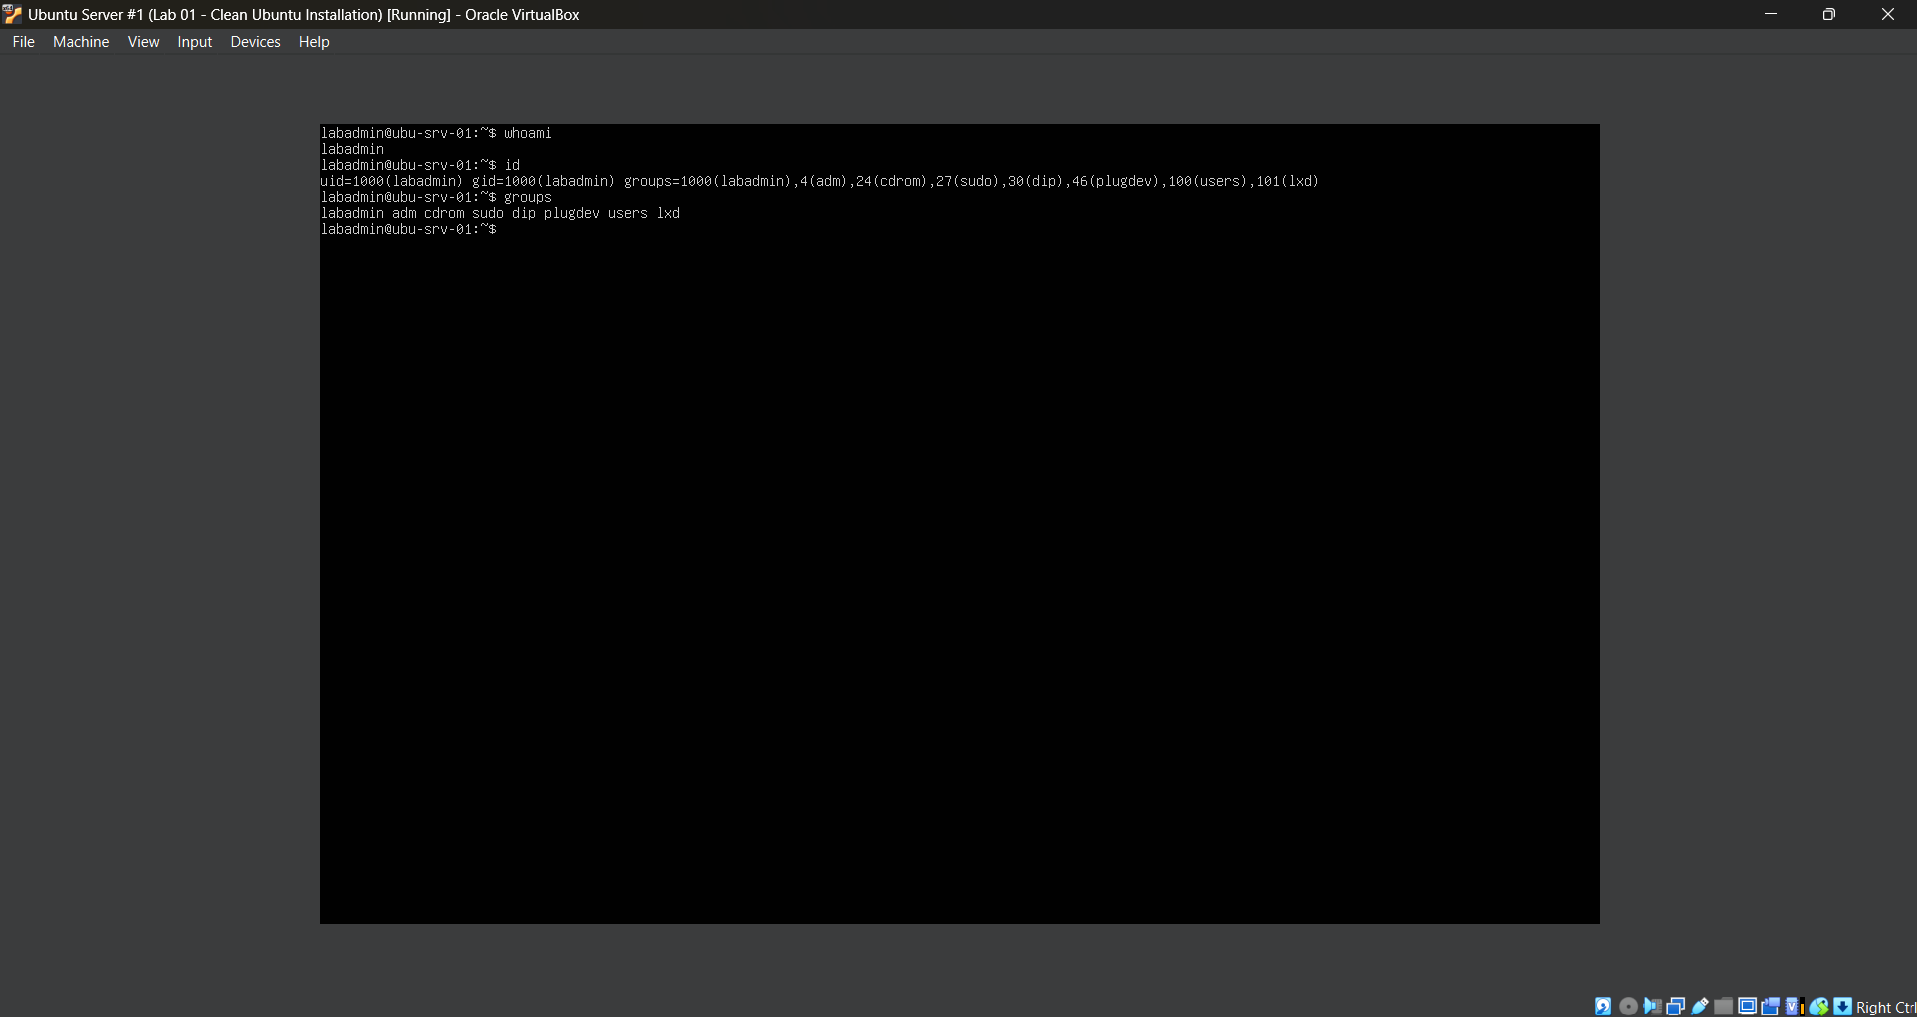 Ubuntu Server #1 (Lab 01 - Clean Ubuntu Installation) [Running] - Oracle VirtualBox
File Machine View Input Devices Help
labadmin@ubu-srv-01:~$ whoami
labadmin
labadmin@ubu-srv-01:~$ id
uid=1000(labadmin) gid=1000(labadmin) groups=1000(labadmin),4(adm),24(cdrom),27(sudo),30(dip),46(plugdev),100(users),101(lxd)
labadmin@ubu-srv-01:~$ groups
labadmin adm cdrom sudo dip plugdev users lxd
labadmin@ubu-srv-01:~$
Right Ctrl